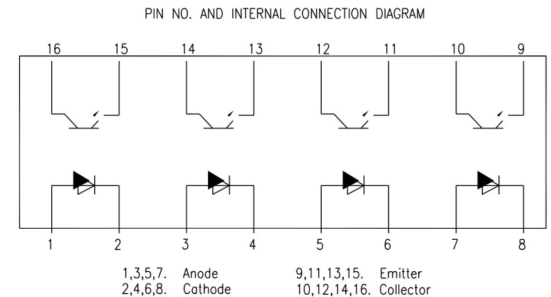 PIN NO. AND INTERNAL CONNECTION DIAGRAM
16 15 14 13 12 11 10 9
1 2 3 4 5 6 7 8
1,3,5,7. Anode 9,11,13,15. Emitter
2,4,6,8. Cathode 10,12,14,16. Collector